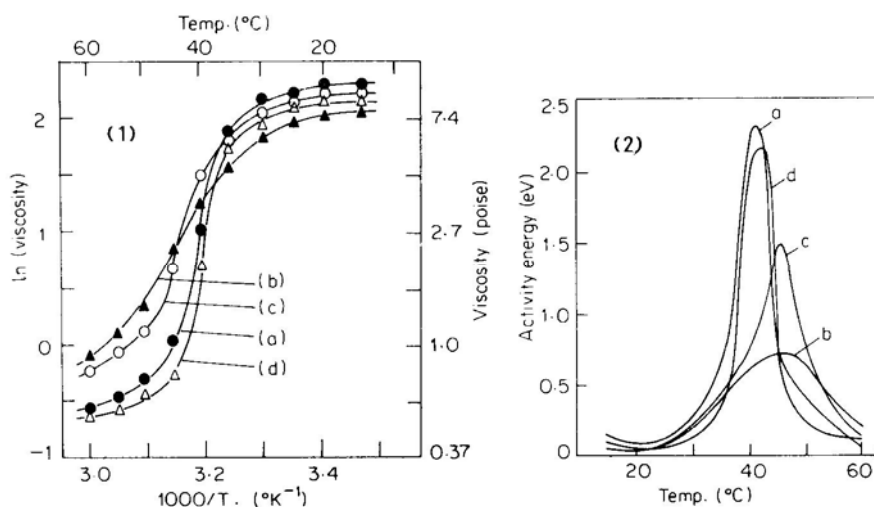 Temp. (°C)
60 40 20
(1)
2
1
0
−1
ln (viscosity)
7.4
2.7
1.0
0.37
Viscosity (poise)
(b)
(c)
(a)
(d)
3.0 3.2 3.4
1000/T. (°K⁻¹)
2.5
2.0
1.5
1.0
0.5
0
Activity energy (eV)
(2)
a
d
c
b
20 40 60
Temp. (°C)